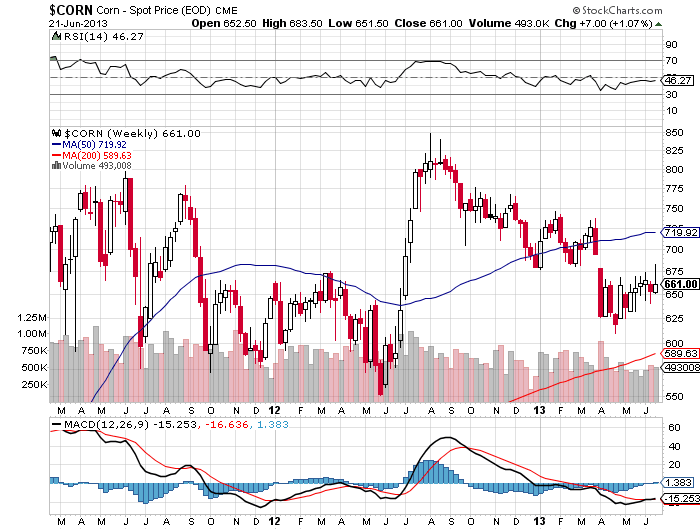 $CORN Corn - Spot Price (EOD) CME © StockCharts.com
21-Jun-2013 Open 652.50 High 683.50 Low 651.50 Close 661.00 Volume 493.0K Chg +7.00 (+1.07%)
RSI(14) 46.27
90
70
50
46.27
30
10
$CORN (Weekly) 661.00
MA(50) 719.92
MA(200) 589.63
Volume 493,008
850
825
800
775
750
725
719.92
700
675
661.00
650
625
600
589.63
575
493008
550
1.25M
1.00M
750K
500K
250K
M A M J J A S O N D 12 F M A M J J A S O N D 13 F M A M J
MACD(12,26,9) -15.253, -16.636, 1.383
60
40
20
1.383
-15.253
M A M J J A S O N D 12 F M A M J J A S O N D 13 F M A M J